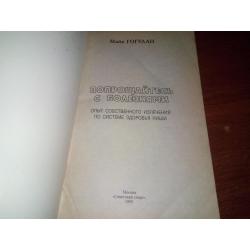 Майя ГОГУЛАН
ПОПРОЩАЙТЕСЬ
С БОЛЕЗНЯМИ
ОПЫТ СОБСТВЕННОГО ИЗЛЕЧЕНИЯ
ПО СИСТЕМЕ ЗДОРОВЬЯ НИШИ
Москва
«Советский спорт»